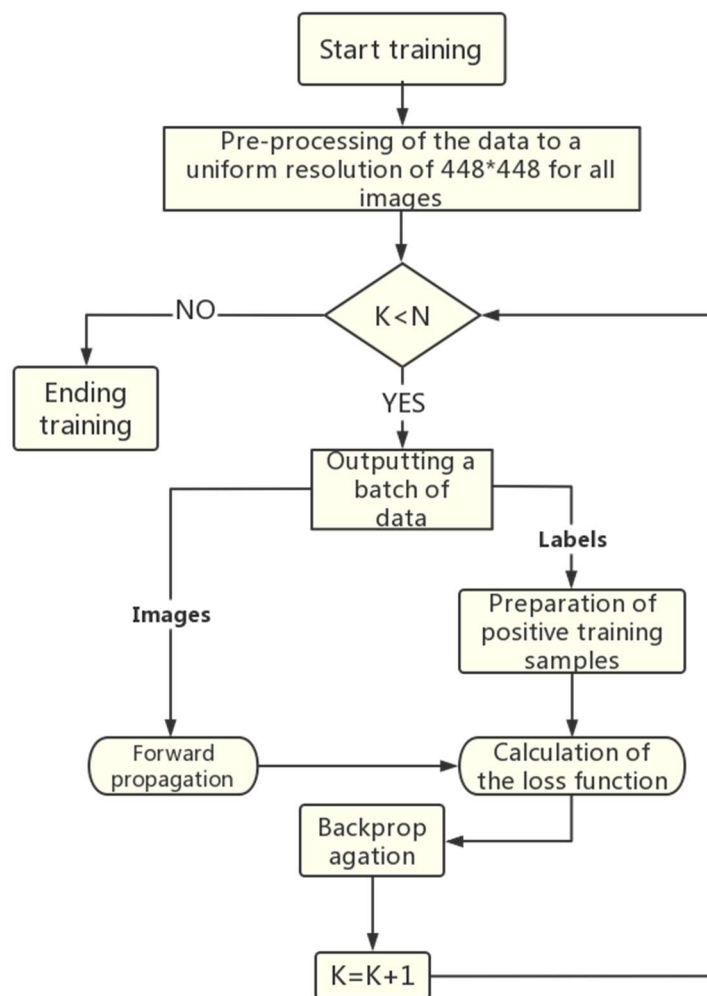 Start training
Pre-processing of the data to a
uniform resolution of 448*448 for all
images
K<N
NO
Ending
training
YES
Outputting a
batch of
data
Labels
Images
Preparation of
positive training
samples
Forward
propagation
Calculation of
the loss function
Backprop
agation
K=K+1